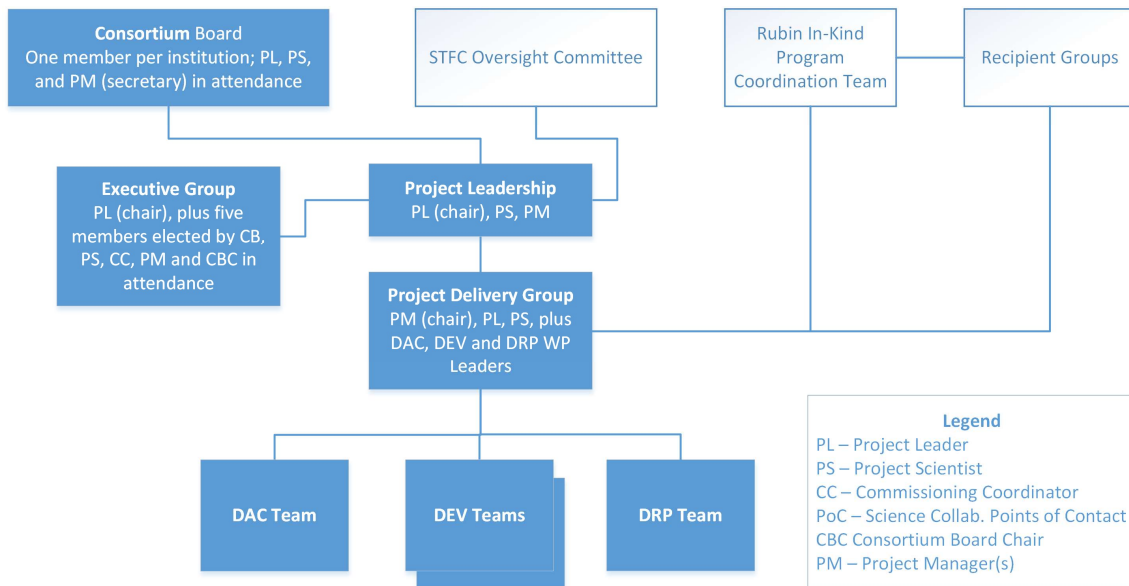 Consortium Board
One member per institution; PL, PS,
and PM (secretary) in attendance
STFC Oversight Committee
Rubin In-Kind
Program
Coordination Team
Recipient Groups
Executive Group
PL (chair), plus five
members elected by CB,
PS, CC, PM and CBC in
attendance
Project Leadership
PL (chair), PS, PM
Project Delivery Group
PM (chair), PL, PS, plus
DAC, DEV and DRP WP
Leaders
DAC Team
DEV Teams
DRP Team
Legend
PL – Project Leader
PS – Project Scientist
CC – Commissioning Coordinator
PoC – Science Collab. Points of Contact
CBC Consortium Board Chair
PM – Project Manager(s)